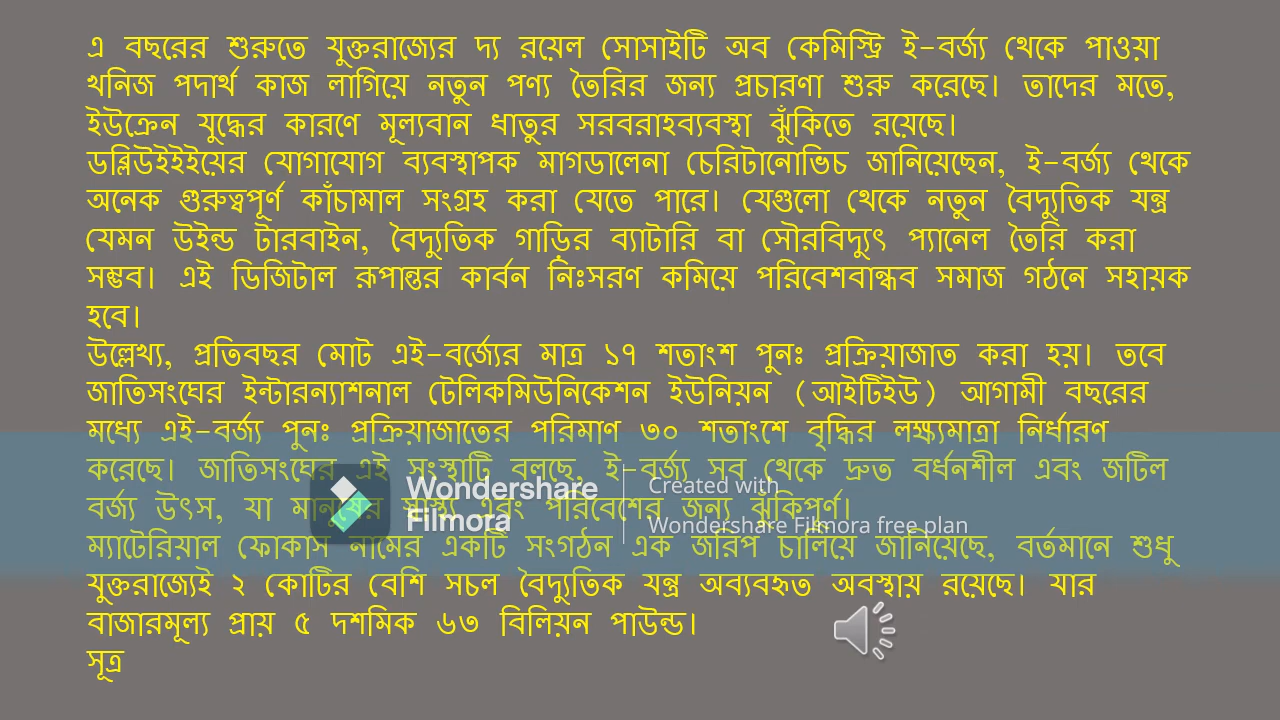 এ বছরের শুরুতে যুক্তরাজ্যের দ্য রয়েল সোসাইটি অব কেমিস্ট্রি ই-বর্জ্য থেকে পাওয়া
খনিজ পদার্থ কাজ লাগিয়ে নতুন পণ্য তৈরির জন্য প্রচারণা শুরু করেছে। তাদের মতে,
ইউক্রেন যুদ্ধের কারণে মূল্যবান ধাতুর সরবরাহব্যবস্থা ঝুঁকিতে রয়েছে।
ডব্লিউইইইয়ের যোগাযোগ ব্যবস্থাপক মাগডালেনা চেরিটানোভিচ জানিয়েছেন, ই-বর্জ্য থেকে
অনেক গুরুত্বপূর্ণ কাঁচামাল সংগ্রহ করা যেতে পারে। যেগুলো থেকে নতুন বৈদ্যুতিক যন্ত্র
যেমন উইন্ড টারবাইন, বৈদ্যুতিক গাড়ির ব্যাটারি বা সৌরবিদ্যুৎ প্যানেল তৈরি করা
সম্ভব। এই ডিজিটাল রূপান্তর কার্বন নিঃসরণ কমিয়ে পরিবেশবান্ধব সমাজ গঠনে সহায়ক
হবে।
উল্লেখ্য, প্রতিবছর মোট এই-বর্জ্যের মাত্র ১৭ শতাংশ পুনঃ প্রক্রিয়াজাত করা হয়। তবে
জাতিসংঘের ইন্টারন্যাশনাল টেলিকমিউনিকেশন ইউনিয়ন (আইটিইউ) আগামী বছরের
মধ্যে এই-বর্জ্য পুনঃ প্রক্রিয়াজাতের পরিমাণ ৩০ শতাংশে বৃদ্ধির লক্ষ্যমাত্রা নির্ধারণ
করেছে। জাতিসংঘের এই সংস্থাটি বলছে, ই-বর্জ্য সব থেকে দ্রুত বর্ধনশীল এবং জটিল
বর্জ্য উৎস, যা মানুষের স্বাস্থ্য এবং পরিবেশের জন্য ঝুঁকিপূর্ণ।
Wondershare Filmora
Created with
Wondershare Filmora free plan
ম্যাটেরিয়াল ফোকাস নামের একটি সংগঠন এক জরিপ চালিয়ে জানিয়েছে, বর্তমানে শুধু
যুক্তরাজ্যেই ২ কোটির বেশি সচল বৈদ্যুতিক যন্ত্র অব্যবহৃত অবস্থায় রয়েছে। যার
বাজারমূল্য প্রায় ৫ দশমিক ৬৩ বিলিয়ন পাউন্ড।
সূত্র